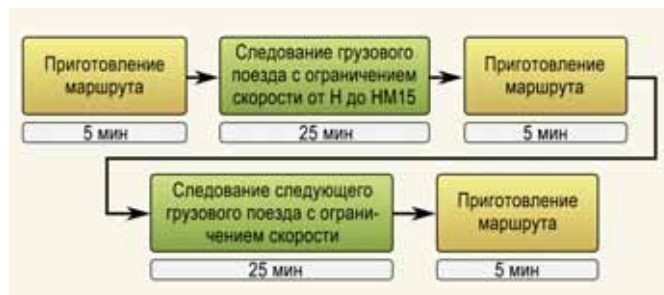 Приготовление
маршрута
5 мин
Следование грузового
поезда с ограничением
скорости от Н до НМ15
25 мин
Приготовление
маршрута
5 мин
Следование следующего
грузового поезда с ограни-
чением скорости
25 мин
Приготовление
маршрута
5 мин